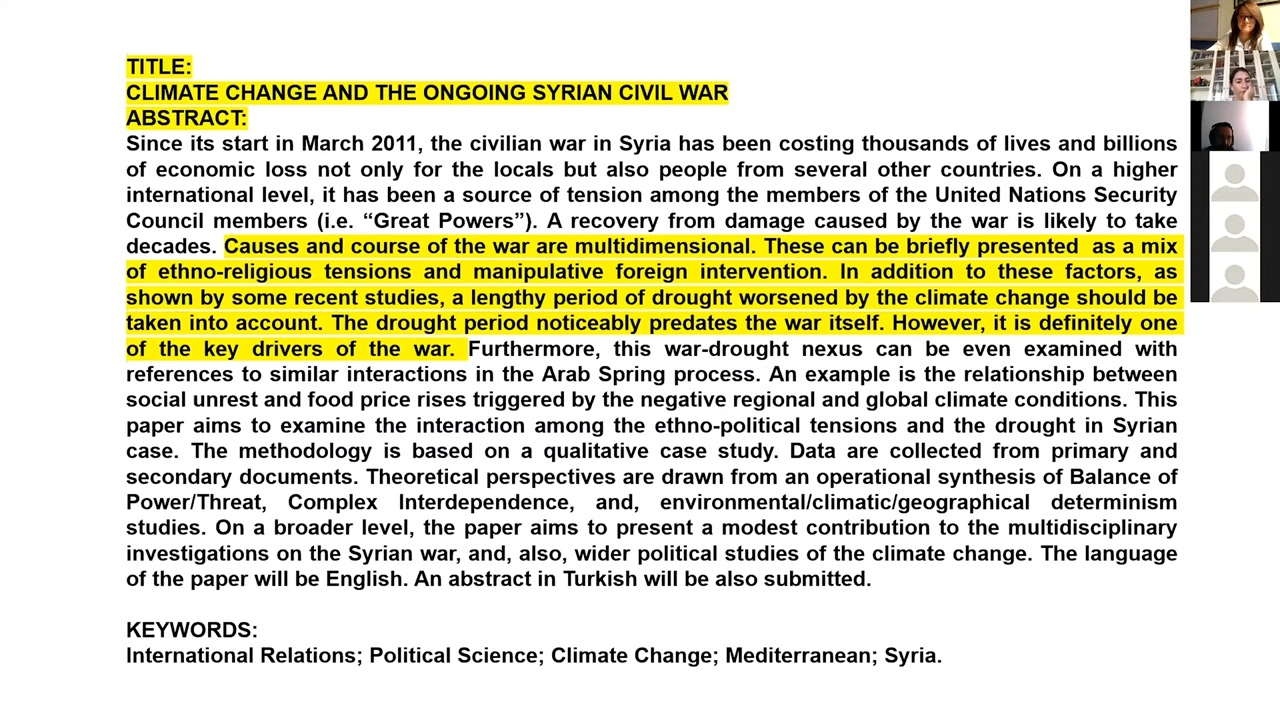 TITLE:
CLIMATE CHANGE AND THE ONGOING SYRIAN CIVIL WAR
ABSTRACT:
Since its start in March 2011, the civilian war in Syria has been costing thousands of lives and billions
of economic loss not only for the locals but also people from several other countries. On a higher
international level, it has been a source of tension among the members of the United Nations Security
Council members (i.e. “Great Powers”). A recovery from damage caused by the war is likely to take
decades. Causes and course of the war are multidimensional. These can be briefly presented as a mix
of ethno-religious tensions and manipulative foreign intervention. In addition to these factors, as
shown by some recent studies, a lengthy period of drought worsened by the climate change should be
taken into account. The drought period noticeably predates the war itself. However, it is definitely one
of the key drivers of the war. Furthermore, this war-drought nexus can be even examined with
references to similar interactions in the Arab Spring process. An example is the relationship between
social unrest and food price rises triggered by the negative regional and global climate conditions. This
paper aims to examine the interaction among the ethno-political tensions and the drought in Syrian
case. The methodology is based on a qualitative case study. Data are collected from primary and
secondary documents. Theoretical perspectives are drawn from an operational synthesis of Balance of
Power/Threat, Complex Interdependence, and, environmental/climatic/geographical determinism
studies. On a broader level, the paper aims to present a modest contribution to the multidisciplinary
investigations on the Syrian war, and, also, wider political studies of the climate change. The language
of the paper will be English. An abstract in Turkish will be also submitted.
KEYWORDS:
International Relations; Political Science; Climate Change; Mediterranean; Syria.